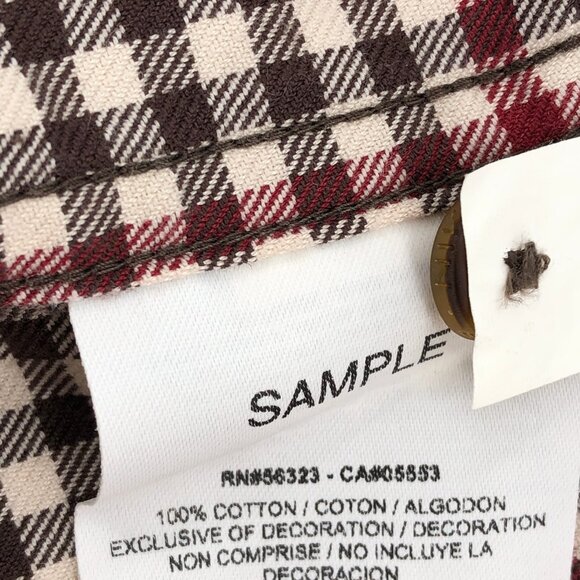 SAMPLE
RN#56323 - CA#05553
100% COTTON / COTON / ALGODON
EXCLUSIVE OF DECORATION / DECORATION
NON COMPRISE / NO INCLUYE LA
DECORACION